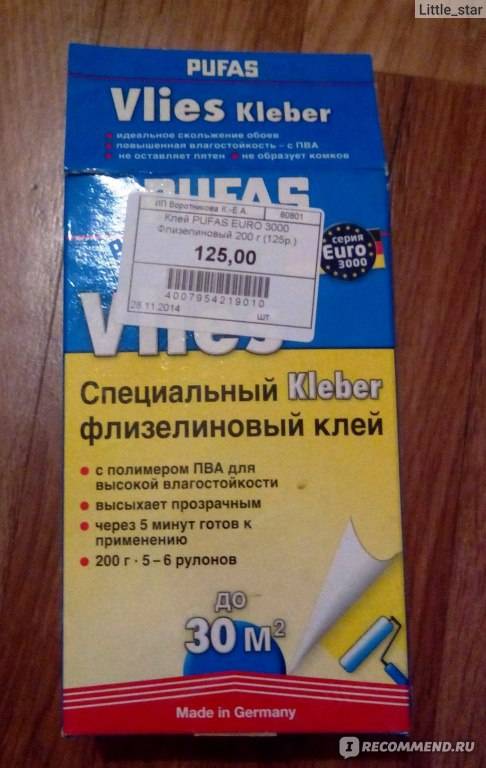 Little_star
PUFAS
Vlies Kleber
• идеальное скольжение обоев
• повышенная влагостойкость – с ПВА
• не оставляет пятен • не образует комков
PUFAS
ИП Воротникова К.-Е.А. 80801
Клей PUFAS EURO 3000
Флизелиновый 200 г (125р.)
125,00
4007954219010
28.11.2014 шт
серия
Euro
3000
Vlies
Специальный Kleber
флизелиновый клей
• с полимером ПВА для
высокой влагостойкости
• высыхает прозрачным
• через 5 минут готов к
применению
• 200 г · 5 – 6 рулонов
до
30 м²
Made in Germany
IRECOMMEND.RU